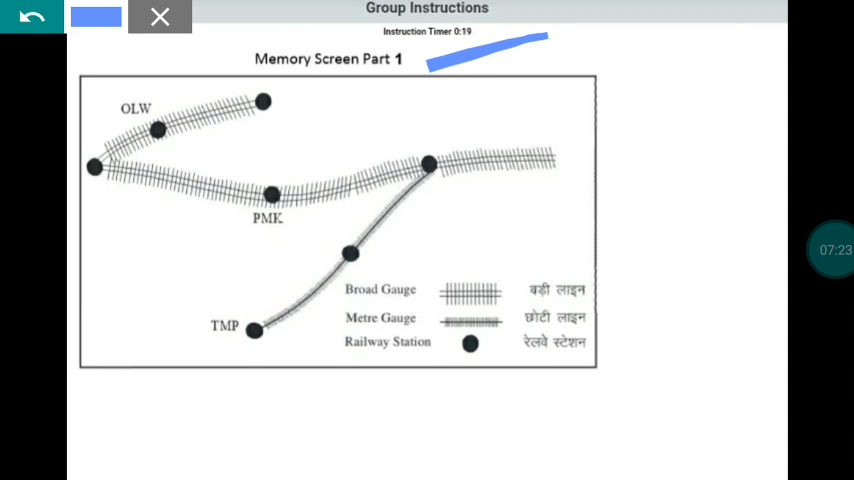 Group Instructions
Instruction Timer 0:19
Memory Screen Part 1
OLW
PMK
TMP
Broad Gauge बड़ी लाइन
Metre Gauge छोटी लाइन
Railway Station रेलवे स्टेशन
07:23